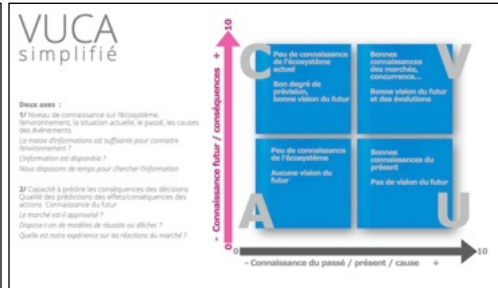 VUCA
simplifié
Deux axes :
1/ Niveau de connaissance sur l'écosystème,
l'environnement, la situation actuelle, le passé, les causes
des événements
La masse d'informations est suffisante pour connaitre
l'environnement ?
L'information est disponible ?
Nous disposons de temps pour chercher l'information
2/ Capacité à prédire les conséquences des décisions
Qualité des prédictions des effets/conséquences des
actions. Connaissance du futur
Le marché est-il apprivoisé ?
Dispose-t-on de modèles de réussite ou d'échec ?
Quelle est notre expérience sur les réactions du marché ?
10
- Connaissance futur / conséquences +
0
C
Peu de connaissance
de l'écosystème
actuel
Bon degré de
prévision,
bonne vision du futur
V
Bonnes
connaissances
des marchés,
concurrence...
Bonne vision du futur
et des évolutions
A
Peu de connaissance
de l'écosystème
Aucune vision du
futur
U
Bonnes
connaissances du
présent
Pas de vision du futur
0
10
- Connaissance du passé / présent / cause +